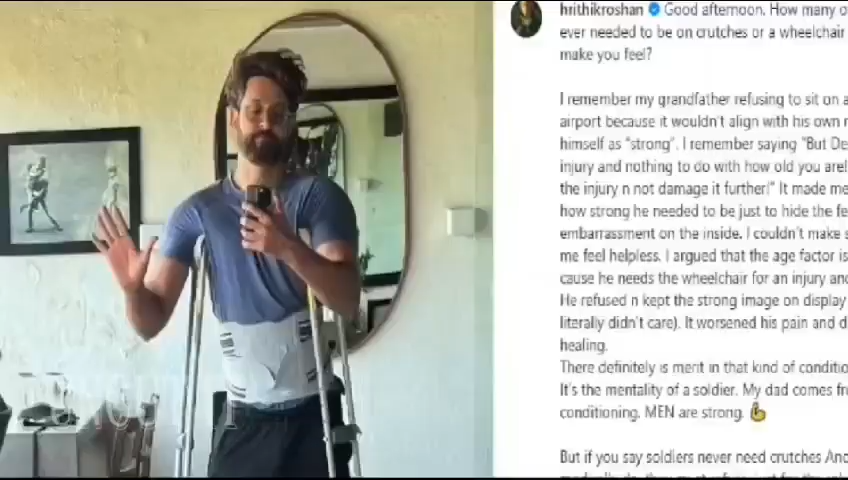 hrithikroshan Good afternoon. How many o
ever needed to be on crutches or a wheelchair
make you feel?
I remember my grandfather refusing to sit on a
airport because it wouldn't align with his own
himself as "strong". I remember saying "But De
injury and nothing to do with how old you are!
the injury n not damage it further!" It made me
how strong he needed to be just to hide the fe
embarrassment on the inside. I couldn't make s
me feel helpless. I argued that the age factor is
cause he needs the wheelchair for an injury and
He refused n kept the strong image on display
literally didn't care). It worsened his pain and d
healing.
There definitely is merit in that kind of conditio
It's the mentality of a soldier. My dad comes fr
conditioning. MEN are strong. 💪
But if you say soldiers never need crutches And